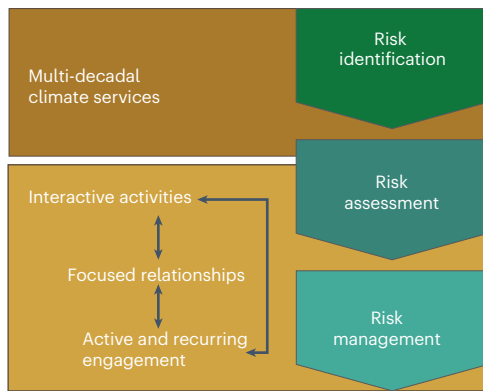 Risk
identification
Multi-decadal
climate services
Risk
assessment
Interactive activities
Focused relationships
Active and recurring
engagement
Risk
management